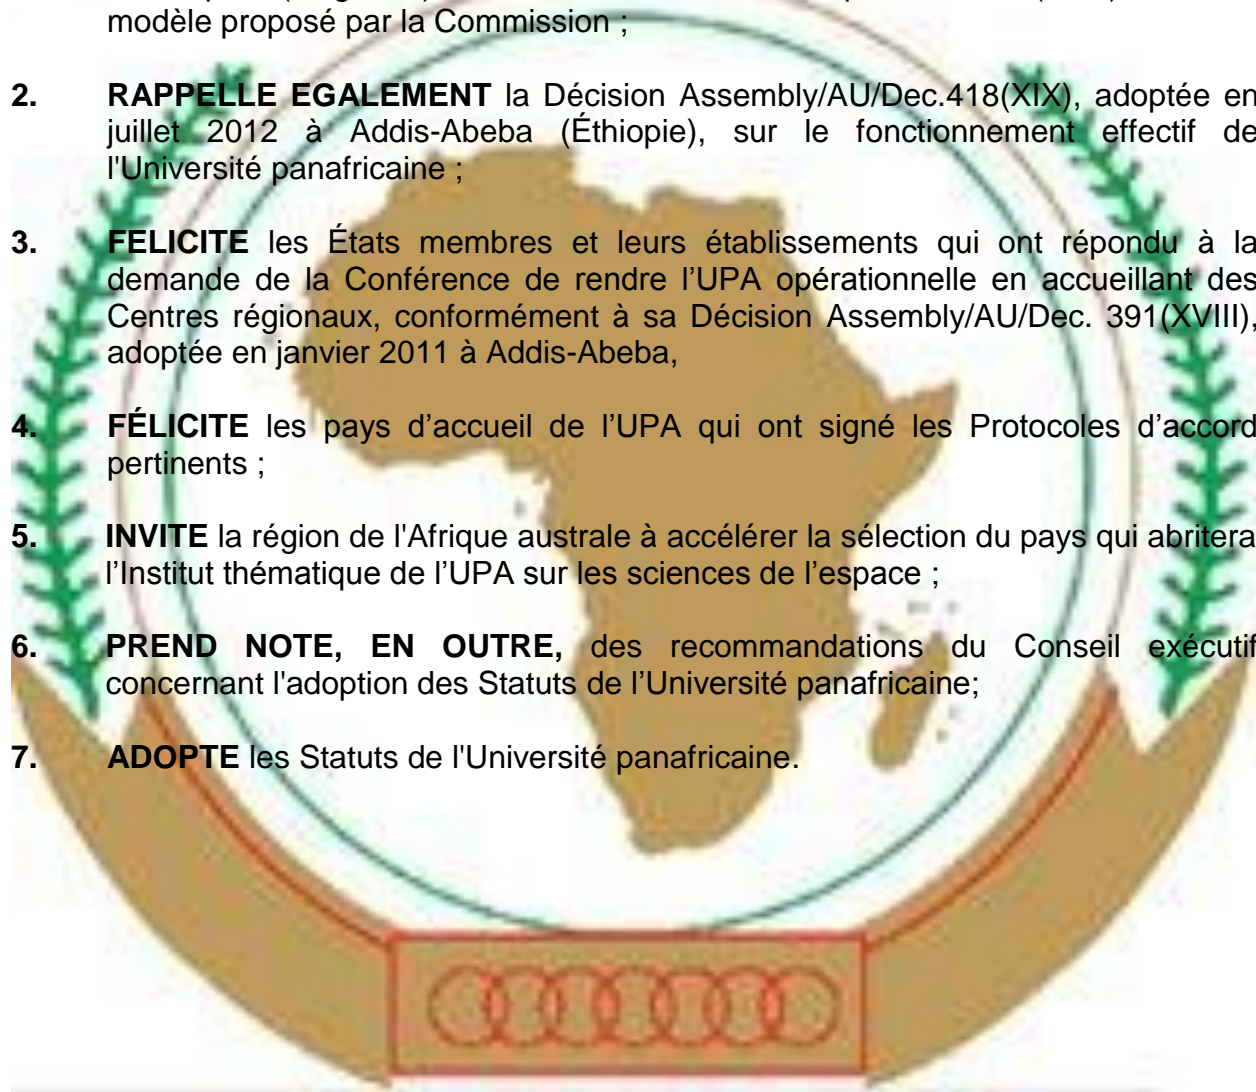 modèle proposé par la Commission ;
2. RAPPELLE EGALEMENT la Décision Assembly/AU/Dec.418(XIX), adoptée en
juillet 2012 à Addis-Abeba (Éthiopie), sur le fonctionnement effectif de
l'Université panafricaine ;
3. FELICITE les États membres et leurs établissements qui ont répondu à la
demande de la Conférence de rendre l’UPA opérationnelle en accueillant des
Centres régionaux, conformément à sa Décision Assembly/AU/Dec. 391(XVIII),
adoptée en janvier 2011 à Addis-Abeba,
4. FÉLICITE les pays d’accueil de l’UPA qui ont signé les Protocoles d’accord
pertinents ;
5. INVITE la région de l'Afrique australe à accélérer la sélection du pays qui abritera
l’Institut thématique de l’UPA sur les sciences de l’espace ;
6. PREND NOTE, EN OUTRE, des recommandations du Conseil exécutif
concernant l'adoption des Statuts de l’Université panafricaine;
7. ADOPTE les Statuts de l'Université panafricaine.